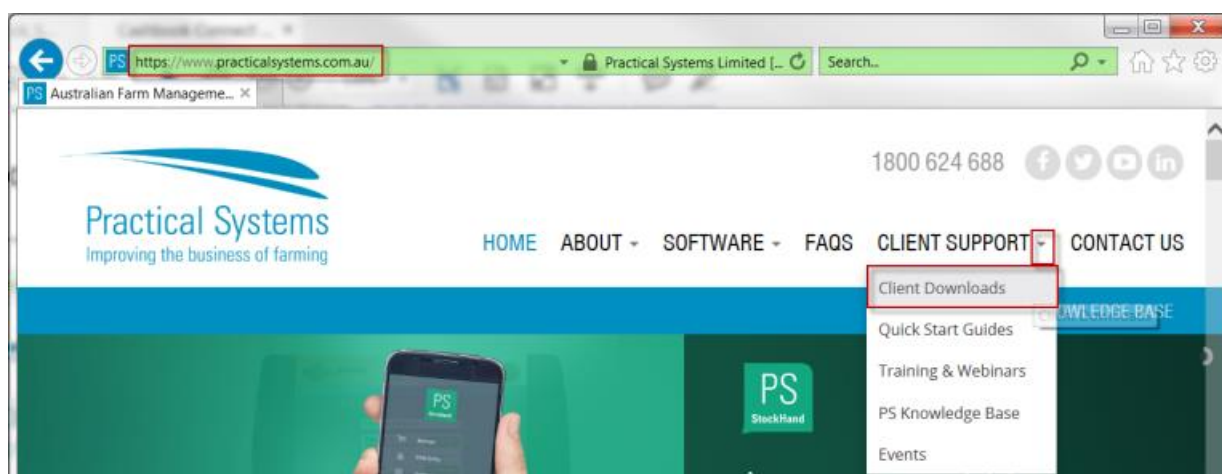 https://www.practicalsystems.com.au/
Practical Systems Limited [...
Search...
PS Australian Farm Manageme...
1800 624 688
Practical Systems
Improving the business of farming
HOME ABOUT SOFTWARE FAQS CLIENT SUPPORT CONTACT US
Client Downloads
Quick Start Guides
Training & Webinars
PS Knowledge Base
Events
PS
PS
StockHand